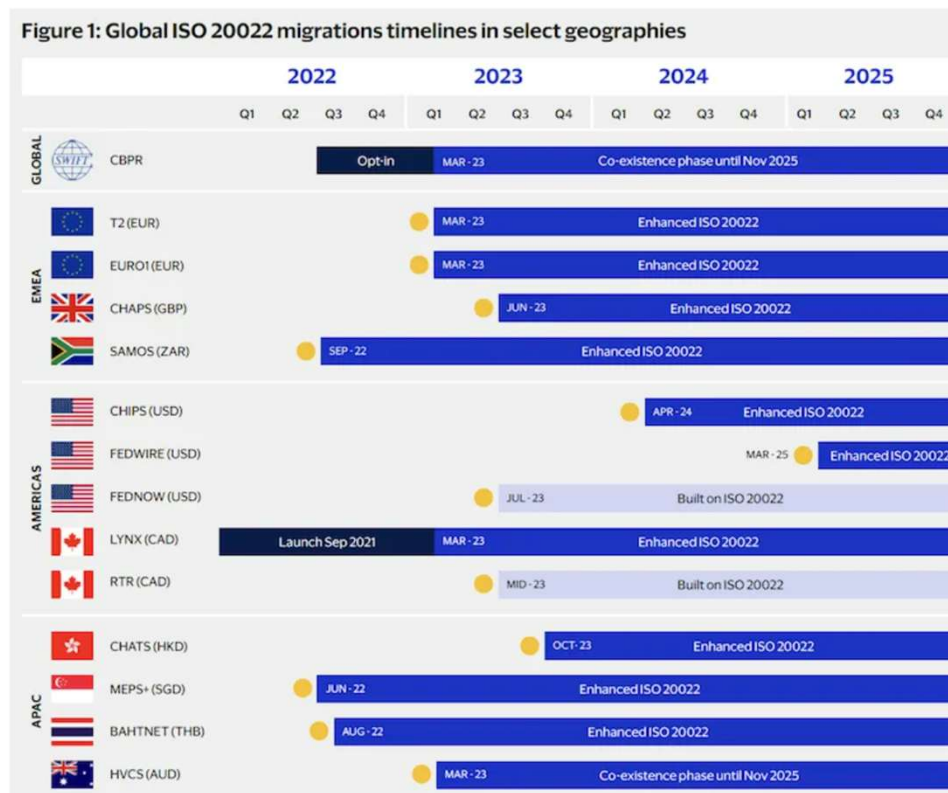 Figure 1: Global ISO 20022 migrations timelines in select geographies
2022 2023 2024 2025
Q1 Q2 Q3 Q4 Q1 Q2 Q3 Q4 Q1 Q2 Q3 Q4 Q1 Q2 Q3 Q4
GLOBAL
SWIFT CBPR Opt-in MAR - 23 Co-existence phase until Nov 2025
EMEA
T2 (EUR) MAR - 23 Enhanced ISO 20022
EURO1 (EUR) MAR - 23 Enhanced ISO 20022
CHAPS (GBP) JUN - 23 Enhanced ISO 20022
SAMOS (ZAR) SEP - 22 Enhanced ISO 20022
AMERICAS
CHIPS (USD) APR - 24 Enhanced ISO 20022
FEDWIRE (USD) MAR - 25 Enhanced ISO 20022
FEDNOW (USD) JUL - 23 Built on ISO 20022
LYNX (CAD) Launch Sep 2021 MAR - 23 Enhanced ISO 20022
RTR (CAD) MID - 23 Built on ISO 20022
APAC
CHATS (HKD) OCT - 23 Enhanced ISO 20022
MEPS+ (SGD) JUN - 22 Enhanced ISO 20022
BAHTNET (THB) AUG - 22 Enhanced ISO 20022
HVCS (AUD) MAR - 23 Co-existence phase until Nov 2025